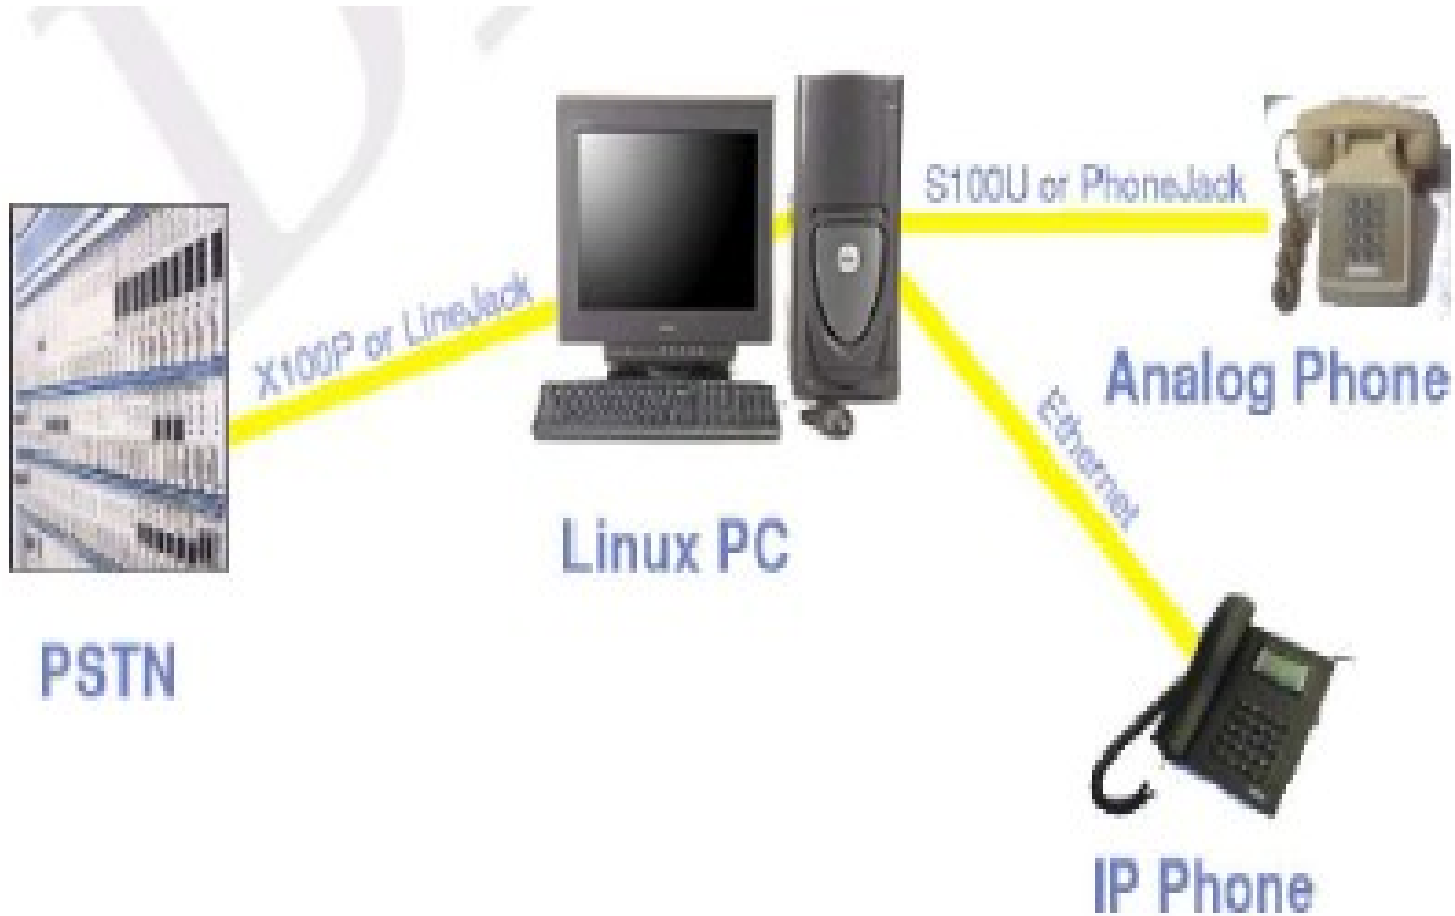 S100U or PhoneJack
X100P or LineJack
Analog Phone
Ethernet
Linux PC
PSTN
IP Phone